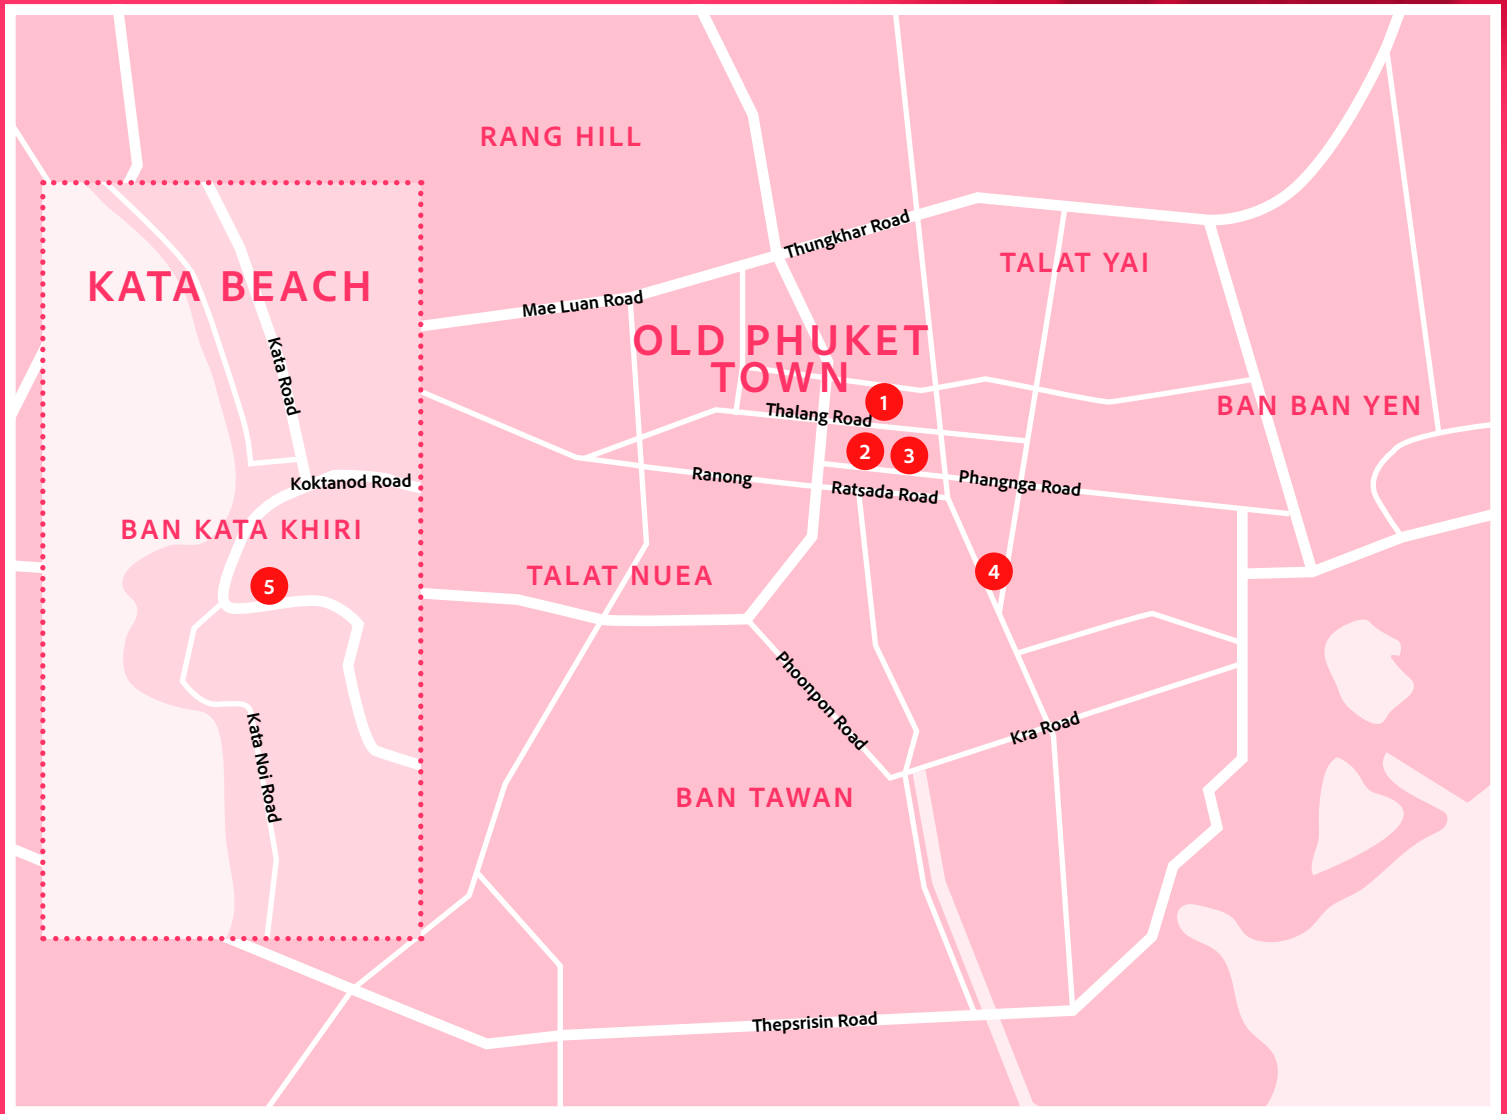 RANG HILL
Thungkhar Road
TALAT YAI
KATA BEACH
Mae Luan Road
OLD PHUKET
TOWN
Kata Road
1
BAN BAN YEN
Thalang Road
2
3
Ranong
Phangnga Road
Koktanod Road
Ratsada Road
BAN KATA KHIRI
TALAT NUEA
4
5
Phoonpon Road
Kra Road
Kata Noi Road
BAN TAWAN
Thepsrisin Road